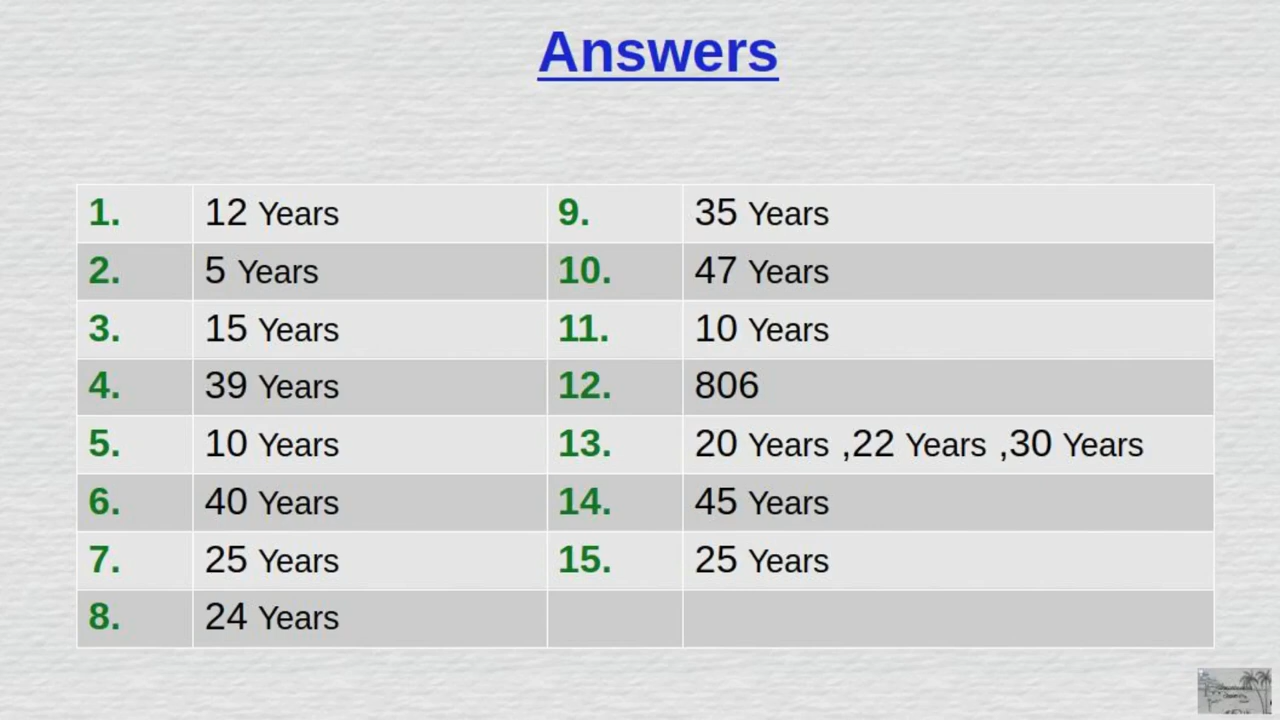 Answers
1. 12 Years 9. 35 Years
2. 5 Years 10. 47 Years
3. 15 Years 11. 10 Years
4. 39 Years 12. 806
5. 10 Years 13. 20 Years ,22 Years ,30 Years
6. 40 Years 14. 45 Years
7. 25 Years 15. 25 Years
8. 24 Years